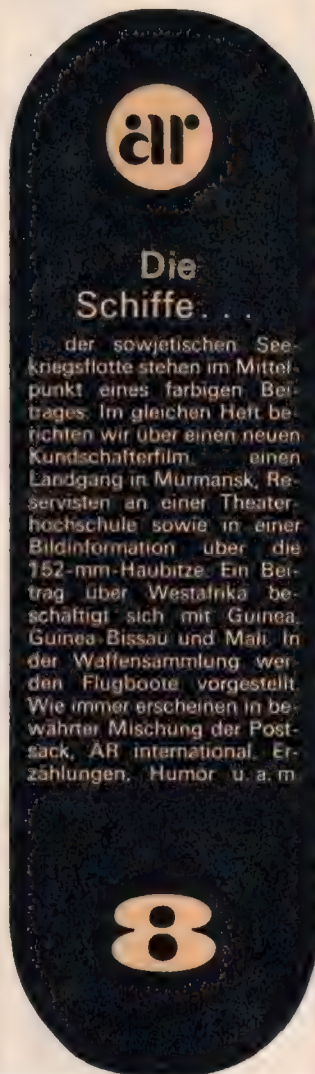 ar
Die
Schiffe...
der sowjetischen See-
kriegsflotte stehen im Mittel-
punkt eines farbigen Bei-
trages. Im gleichen Heft be-
richten wir über einen neuen
Kundschafterfilm, einen
Landgang in Murmansk, Re-
servisten an einer Theater-
hochschule sowie in einer
Bildinformation über die
152-mm-Haubitze. Ein Bei-
trag über Westafrika be-
schäftigt sich mit Guinea,
Guinea-Bissau und Mali. In
der Waffensammlung wer-
den Flugboote vorgestellt.
Wie immer erscheinen in be-
währter Mischung der Post-
sack, AR international, Er-
zählungen, Humor u. a. m.
8